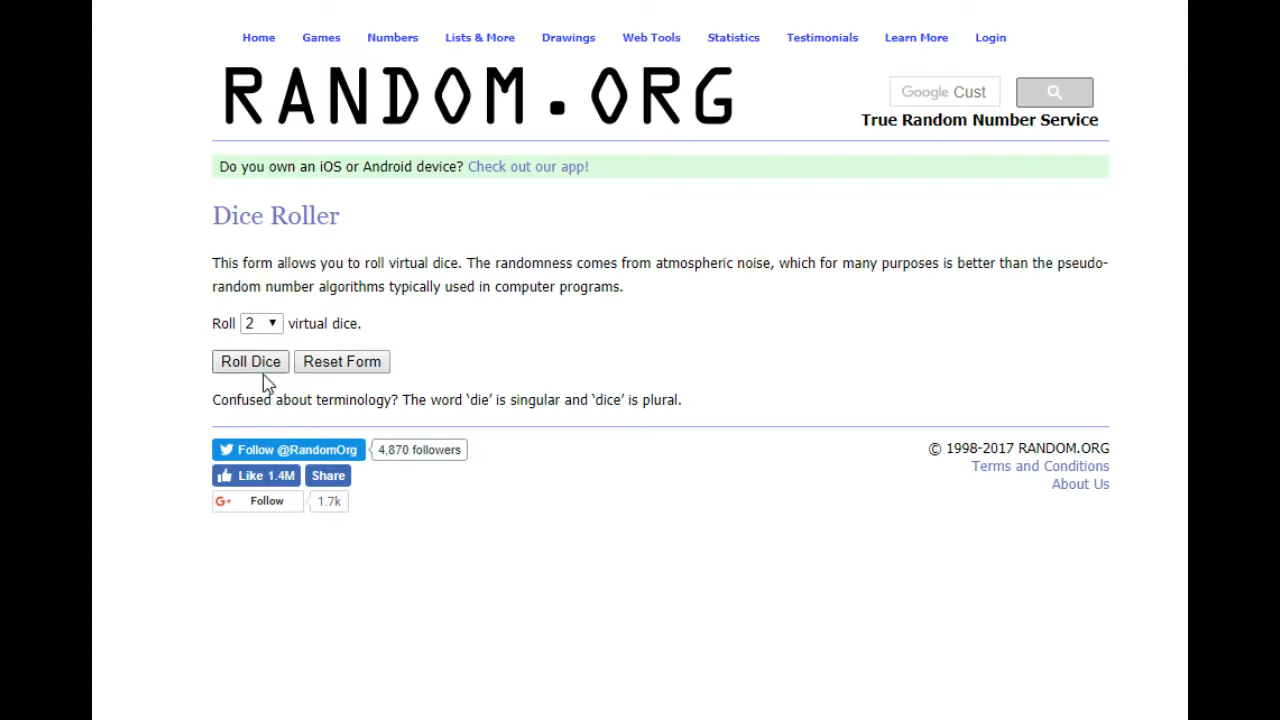 Home Games Numbers Lists & More Drawings Web Tools Statistics Testimonials Learn More Login
RANDOM.ORG
Google Cust
True Random Number Service
Do you own an iOS or Android device? Check out our app!
Dice Roller
This form allows you to roll virtual dice. The randomness comes from atmospheric noise, which for many purposes is better than the pseudo-
random number algorithms typically used in computer programs.
Roll 2 virtual dice.
Roll Dice Reset Form
Confused about terminology? The word ‘die’ is singular and ‘dice’ is plural.
Follow @RandomOrg 4,870 followers
Like 1.4M Share
G+ Follow 1.7k
© 1998-2017 RANDOM.ORG
Terms and Conditions
About Us